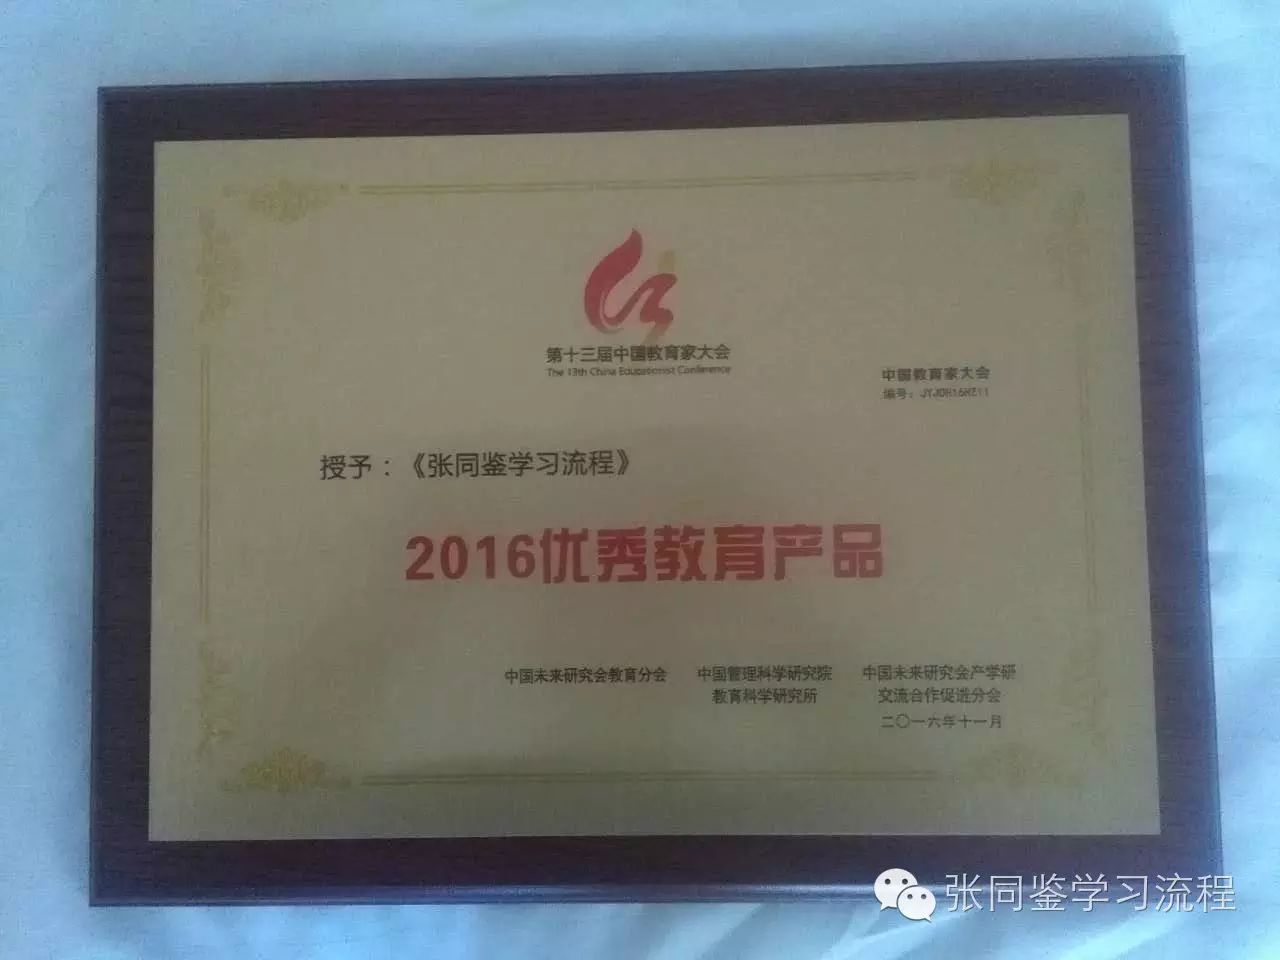 第十三届中国教育家大会
The 13th China Educationist Conference
中国教育家大会
编号：JYJDH16HZ11
授予：《张同鉴学习流程》
2016优秀教育产品
中国未来研究会教育分会
中国管理科学研究院
教育科学研究所
中国未来研究会产学研
交流合作促进分会
二〇一六年十一月
张同鉴学习流程